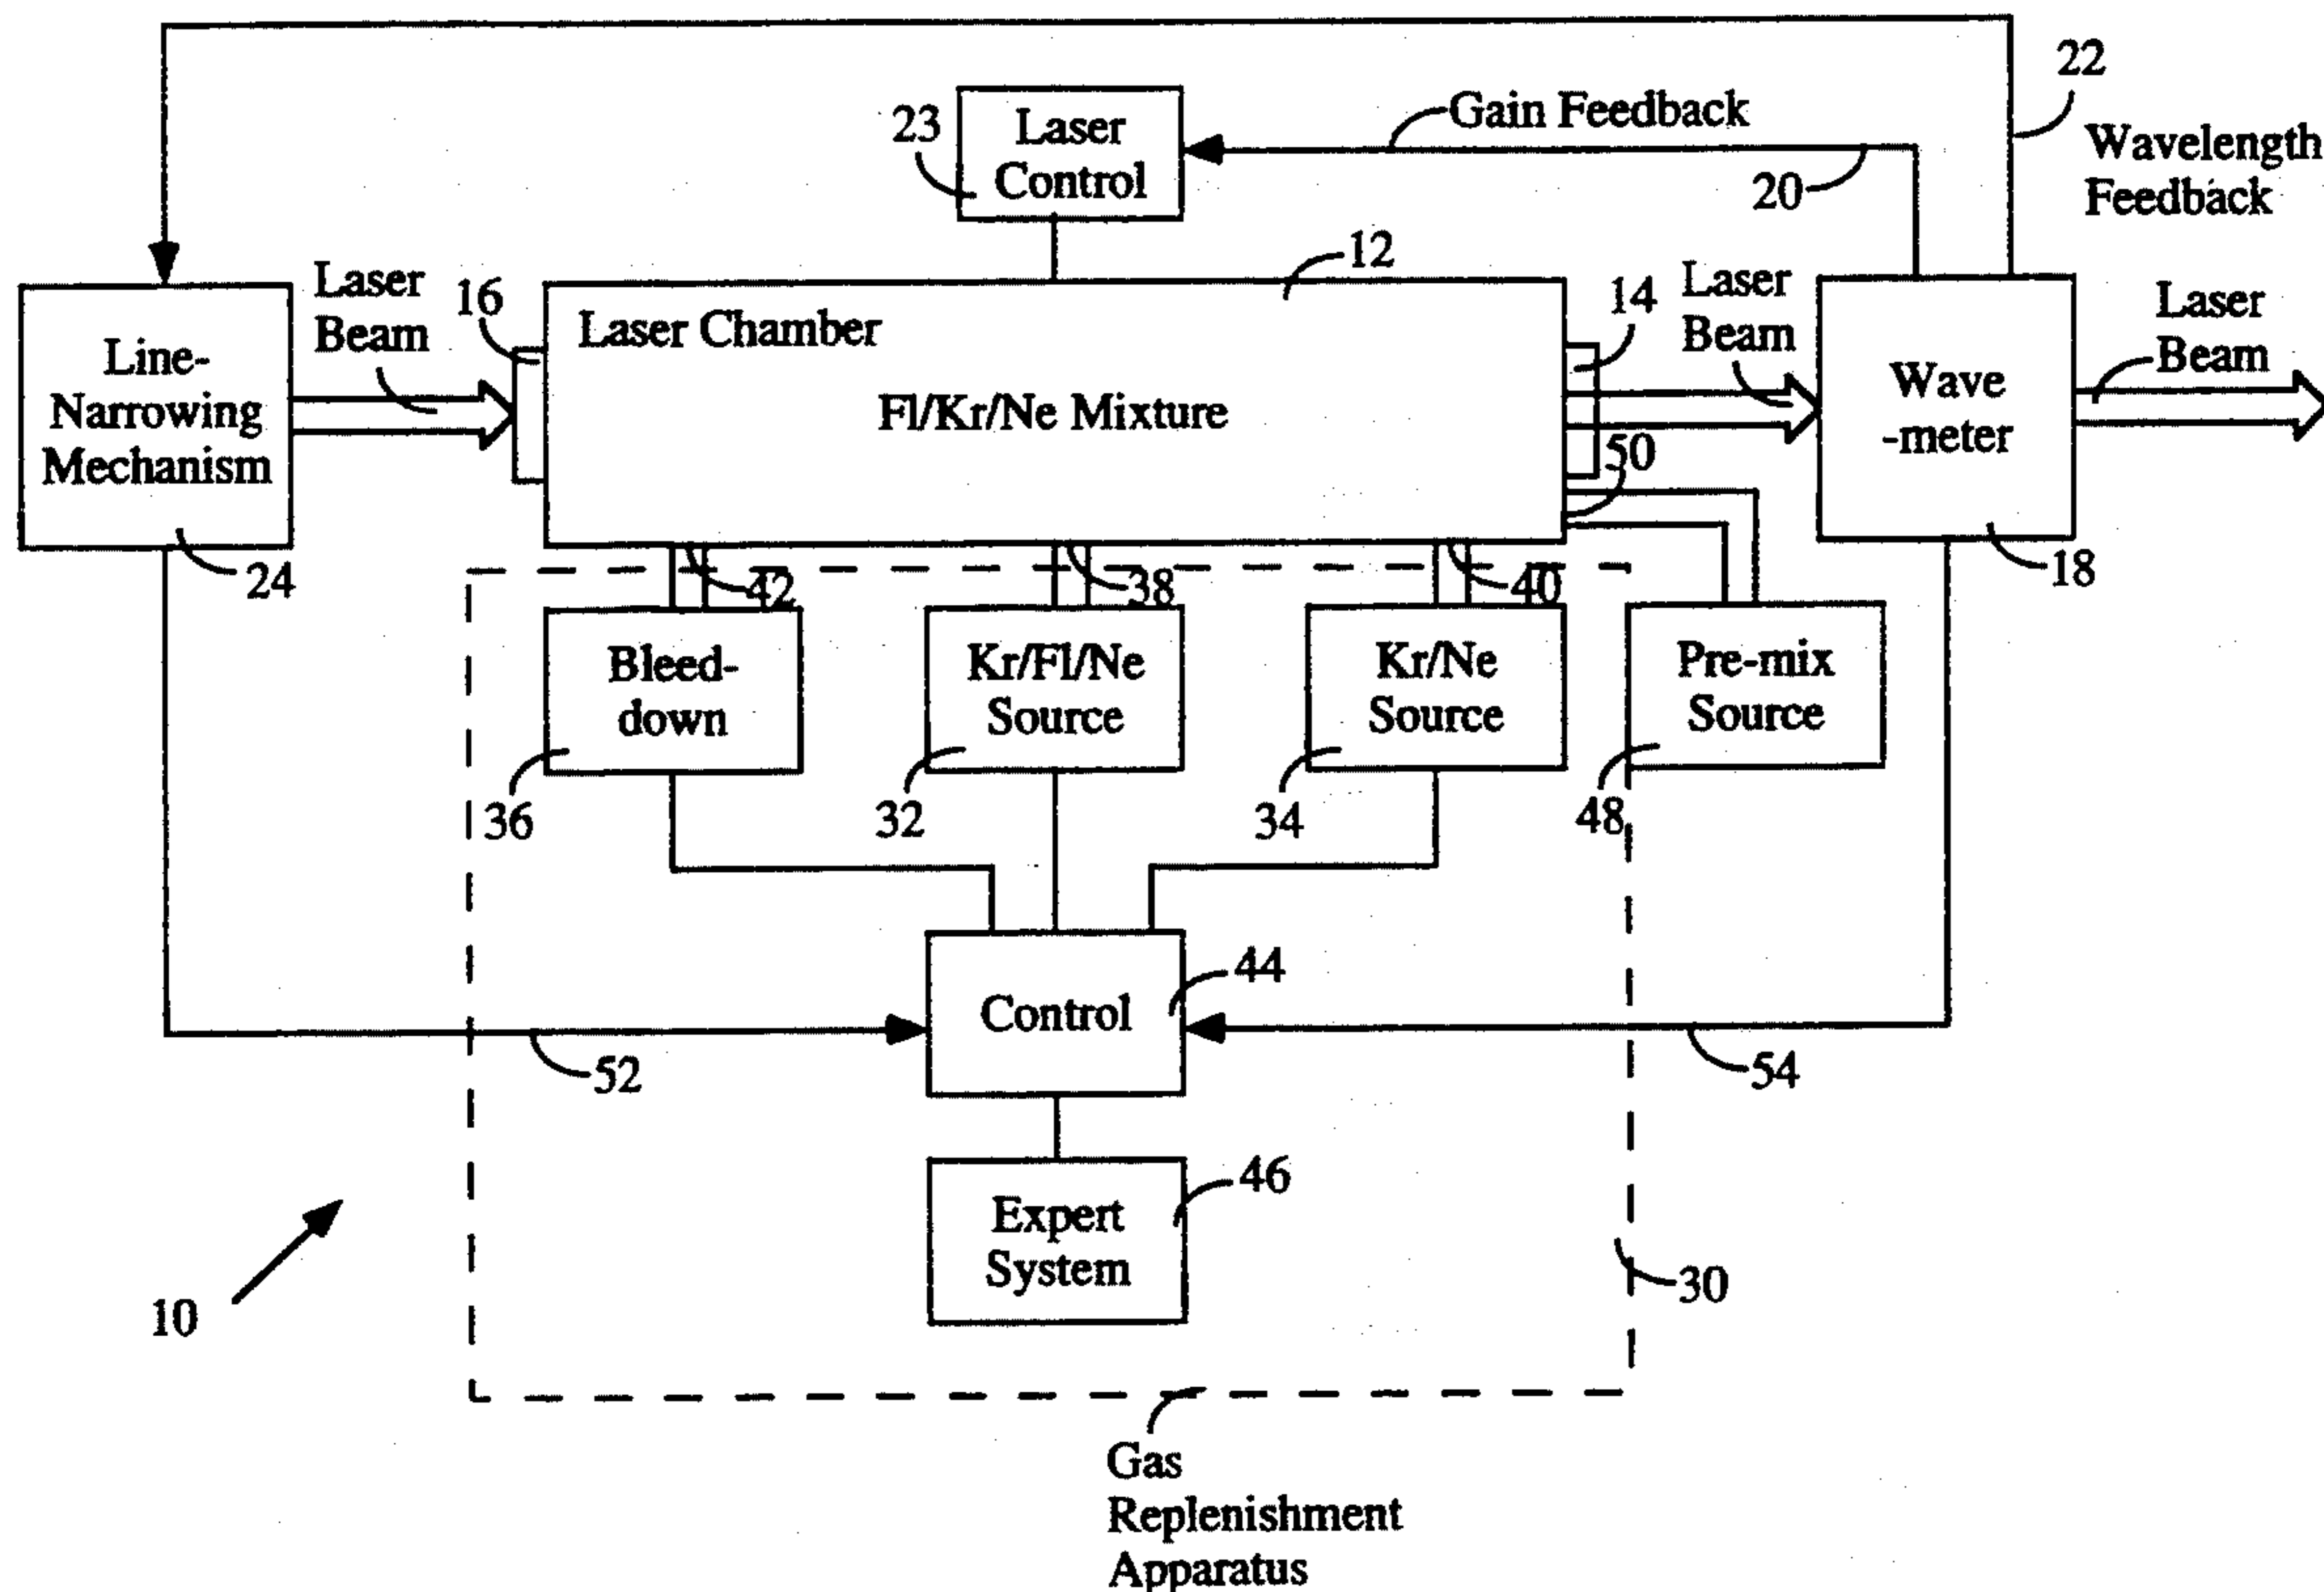 22
Wavelength
Feedback
Gain Feedback
20
23
Laser
Control
12
Laser
Beam
16
Laser Chamber
Fl/Kr/Ne Mixture
14
Laser
Beam
Laser
Beam
Line-
Narrowing
Mechanism
24
Wave
-meter
18
50
42
38
40
Bleed-
down
36
Kr/Fl/Ne
Source
32
Kr/Ne
Source
34
Pre-mix
Source
48
Control
44
52
54
Expert
System
46
10
30
Gas
Replenishment
Apparatus